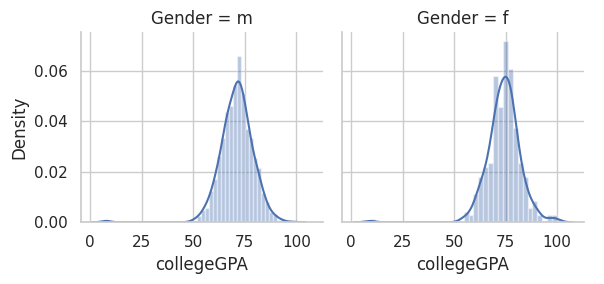 Gender = m
Gender = f
Density
0.06
0.04
0.02
0.00
0 25 50 75 100
0 25 50 75 100
collegeGPA
collegeGPA